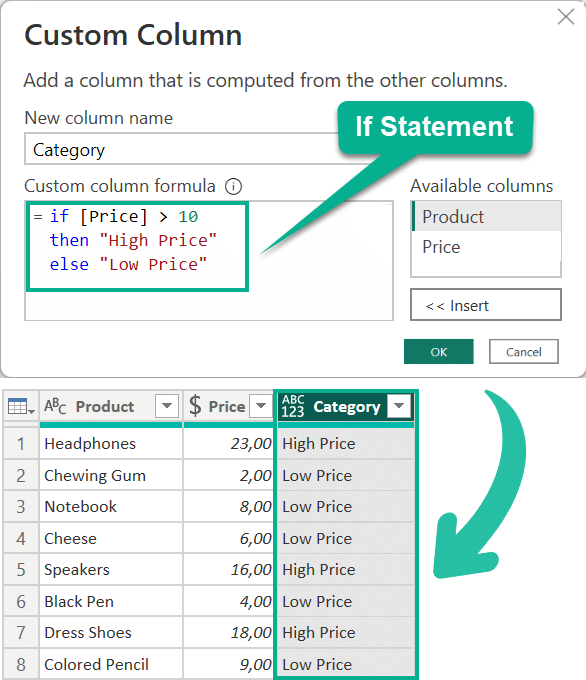 Custom Column
Add a column that is computed from the other columns.
New column name
Category
If Statement
Custom column formula
= if [Price] > 10
then "High Price"
else "Low Price"
Available columns
Product
Price
<< Insert
OK
Cancel
ABC Product $ Price ABC 123 Category
1 Headphones 23,00 High Price
2 Chewing Gum 2,00 Low Price
3 Notebook 8,00 Low Price
4 Cheese 6,00 Low Price
5 Speakers 16,00 High Price
6 Black Pen 4,00 Low Price
7 Dress Shoes 18,00 High Price
8 Colored Pencil 9,00 Low Price